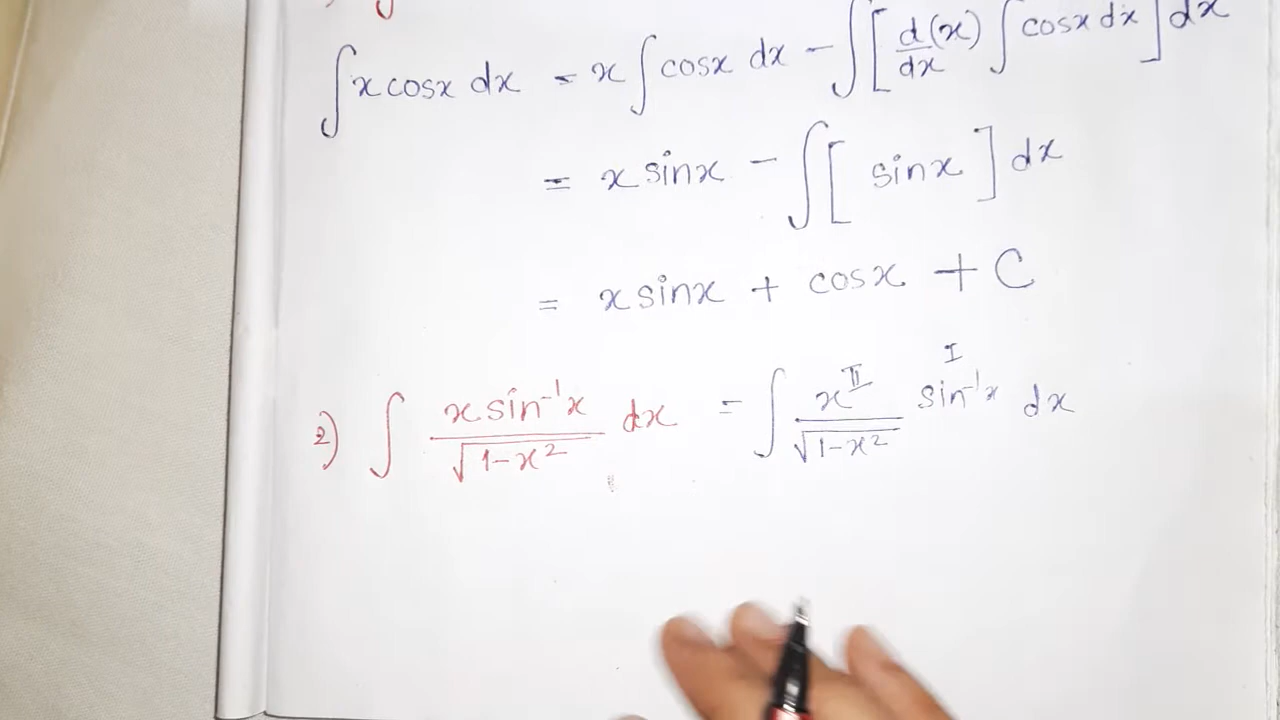 ∫ x cosx dx = x ∫ cosx dx − ∫ [ d(x)/dx ∫ cosx dx ] dx
= x sinx − ∫ [ sinx ] dx
= x sinx + cosx + C
2) ∫ x sin⁻¹x / √(1−x²) dx = ∫ x^II / √(1−x²) sin⁻¹x^I dx